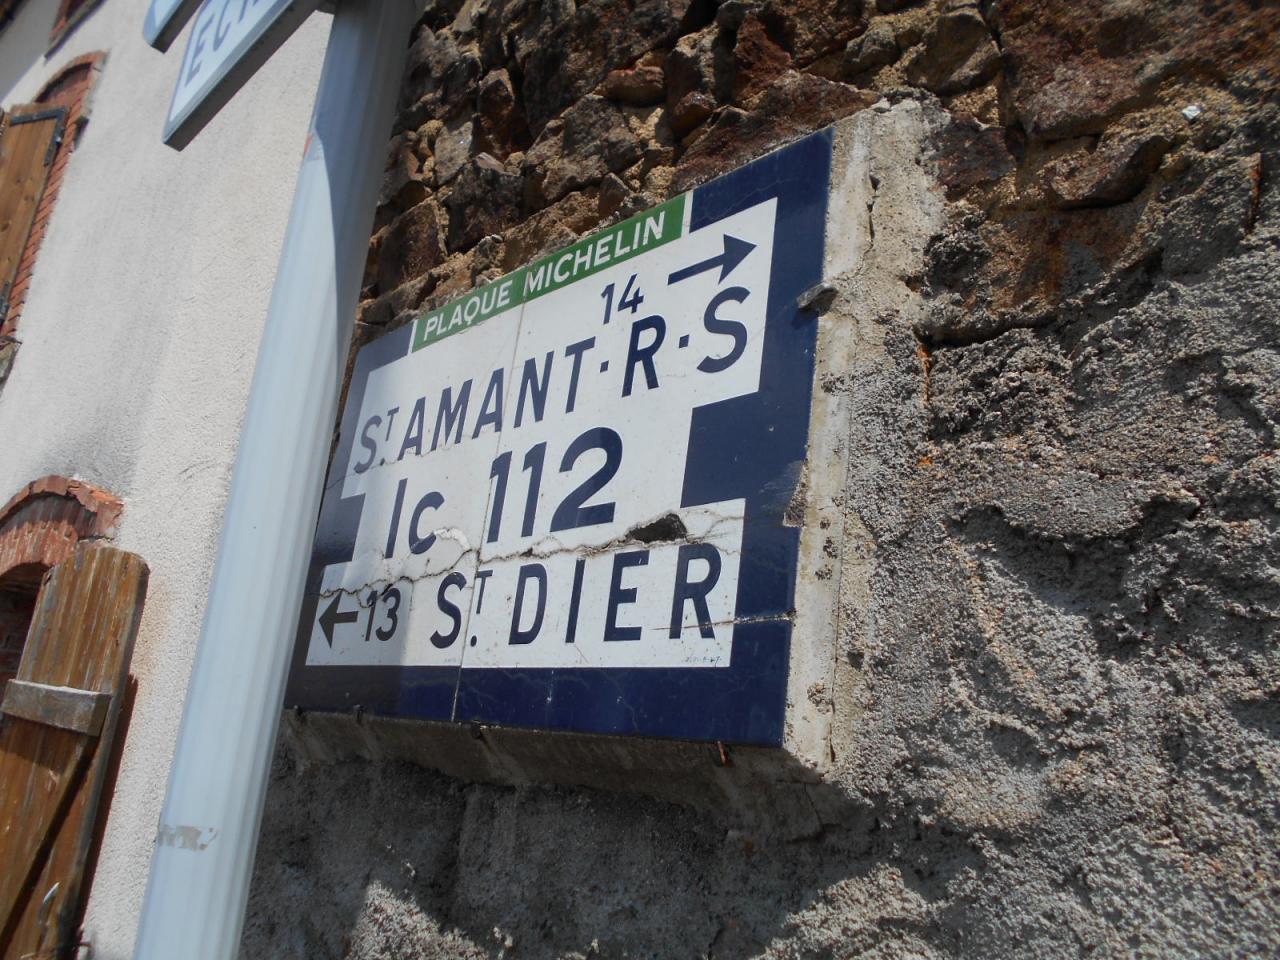 PLAQUE MICHELIN
14 →
ST AMANT·R·S
Ic 112
← 13 ST DIER